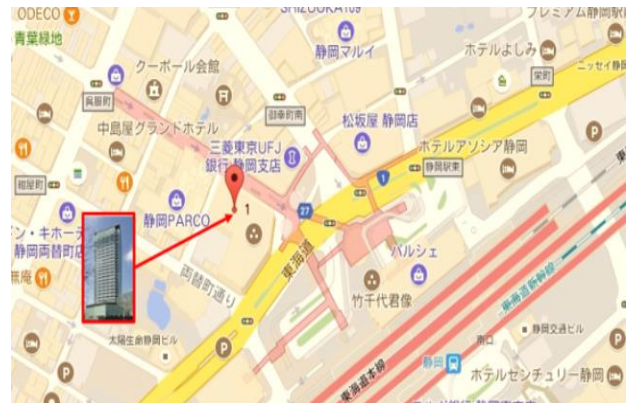 ODECO
SHIZUOKA109
プレミアム静岡駅
青葉緑地
静岡マルイ
ホテルよしみ
クーポール会館
栄町
ニッセイ静岡
呉服町
御幸町南
松坂屋 静岡店
中島屋グランドホテル
三菱東京UFJ
銀行 静岡支店
ホテルアソシア静岡
静岡駅東
1
紺屋町
1
27
静岡PARCO
ン・キホーテ
静岡両替町店
東海道
パルシェ
無庵
両替町通り
竹千代君像
東海道新幹線
太陽生命静岡ビル
静岡交通ビル
南口
静岡
P
P
P
P
ホテルセンチュリー静岡
東海道本線